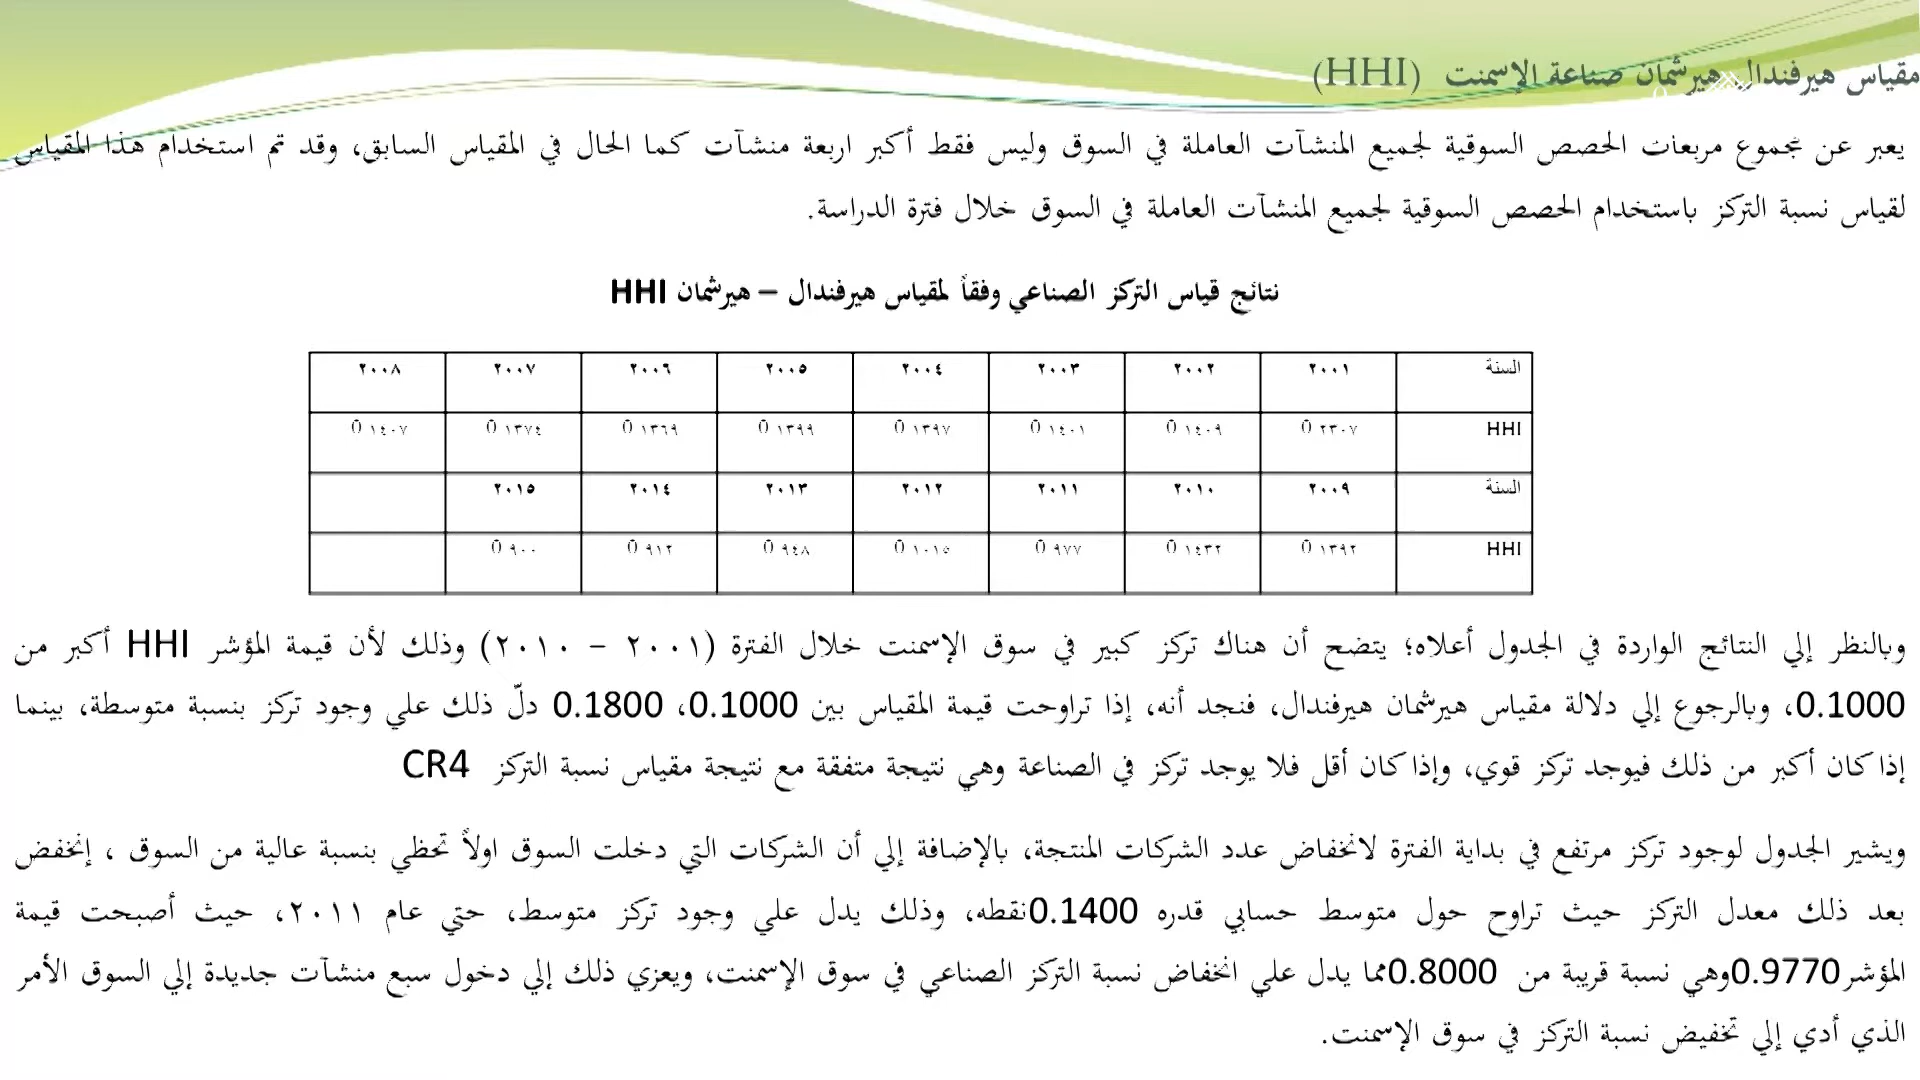 مقياس هيرفندال هيرشمان صناعة الإسمنت (HHI)
يعبر عن مجموع مربعات الحصص السوقية لجميع المنشآت العاملة في السوق وليس فقط أكبر اربعة منشآت كما الحال في المقياس السابق، وقد تم استخدام هذا المقياس
لقياس نسبة التركز باستخدام الحصص السوقية لجميع المنشآت العاملة في السوق خلال فترة الدراسة.
نتائج قياس التركز الصناعي وفقاً لمقياس هيرفندال – هيرشمان HHI
السنة ٢٠٠١ ٢٠٠٢ ٢٠٠٣ ٢٠٠٤ ٢٠٠٥ ٢٠٠٦ ٢٠٠٧ ٢٠٠٨
HHI 0.٢٣٠٧ 0.١٤٠٩ 0.١٤٠١ 0.١٣٩٧ 0.١٣٩٩ 0.١٣٦٩ 0.١٣٧٤ 0.١٤٠٧
السنة ٢٠٠٩ ٢٠١٠ ٢٠١١ ٢٠١٢ ٢٠١٣ ٢٠١٤ ٢٠١٥
HHI 0.١٣٩٢ 0.١٤٣٢ 0.٩٧٧ 0.١٠١٥ 0.٩٤٨ 0.٩١٢ 0.٩٠٠
وبالنظر إلي النتائج الواردة في الجدول أعلاه؛ يتضح أن هناك تركز كبير في سوق الإسمنت خلال الفترة (٢٠٠١ – ٢٠١٠) وذلك لأن قيمة المؤشر HHI أكبر من
0.1000، وبالرجوع إلي دلالة مقياس هيرشمان هيرفندال، فنجد أنه، إذا تراوحت قيمة المقياس بين 0.1000، 0.1800 دلّ ذلك علي وجود تركز بنسبة متوسطة، بينما
إذا كان أكبر من ذلك فيوجد تركز قوي، وإذا كان أقل فلا يوجد تركز في الصناعة وهي نتيجة متفقة مع نتيجة مقياس نسبة التركز CR4
ويشير الجدول لوجود تركز مرتفع في بداية الفترة لانخفاض عدد الشركات المنتجة، بالإضافة إلي أن الشركات التي دخلت السوق اولاً تحظي بنسبة عالية من السوق ، إنخفض
بعد ذلك معدل التركز حيث تراوح حول متوسط حسابي قدره 0.1400نقطه، وذلك يدل علي وجود تركز متوسط، حتي عام ٢٠١١، حيث أصبحت قيمة
المؤشر0.9770وهي نسبة قريبة من 0.8000مما يدل علي انخفاض نسبة التركز الصناعي في سوق الإسمنت، ويعزي ذلك إلي دخول سبع منشآت جديدة إلي السوق الأمر
الذي أدي إلي تخفيض نسبة التركز في سوق الإسمنت.